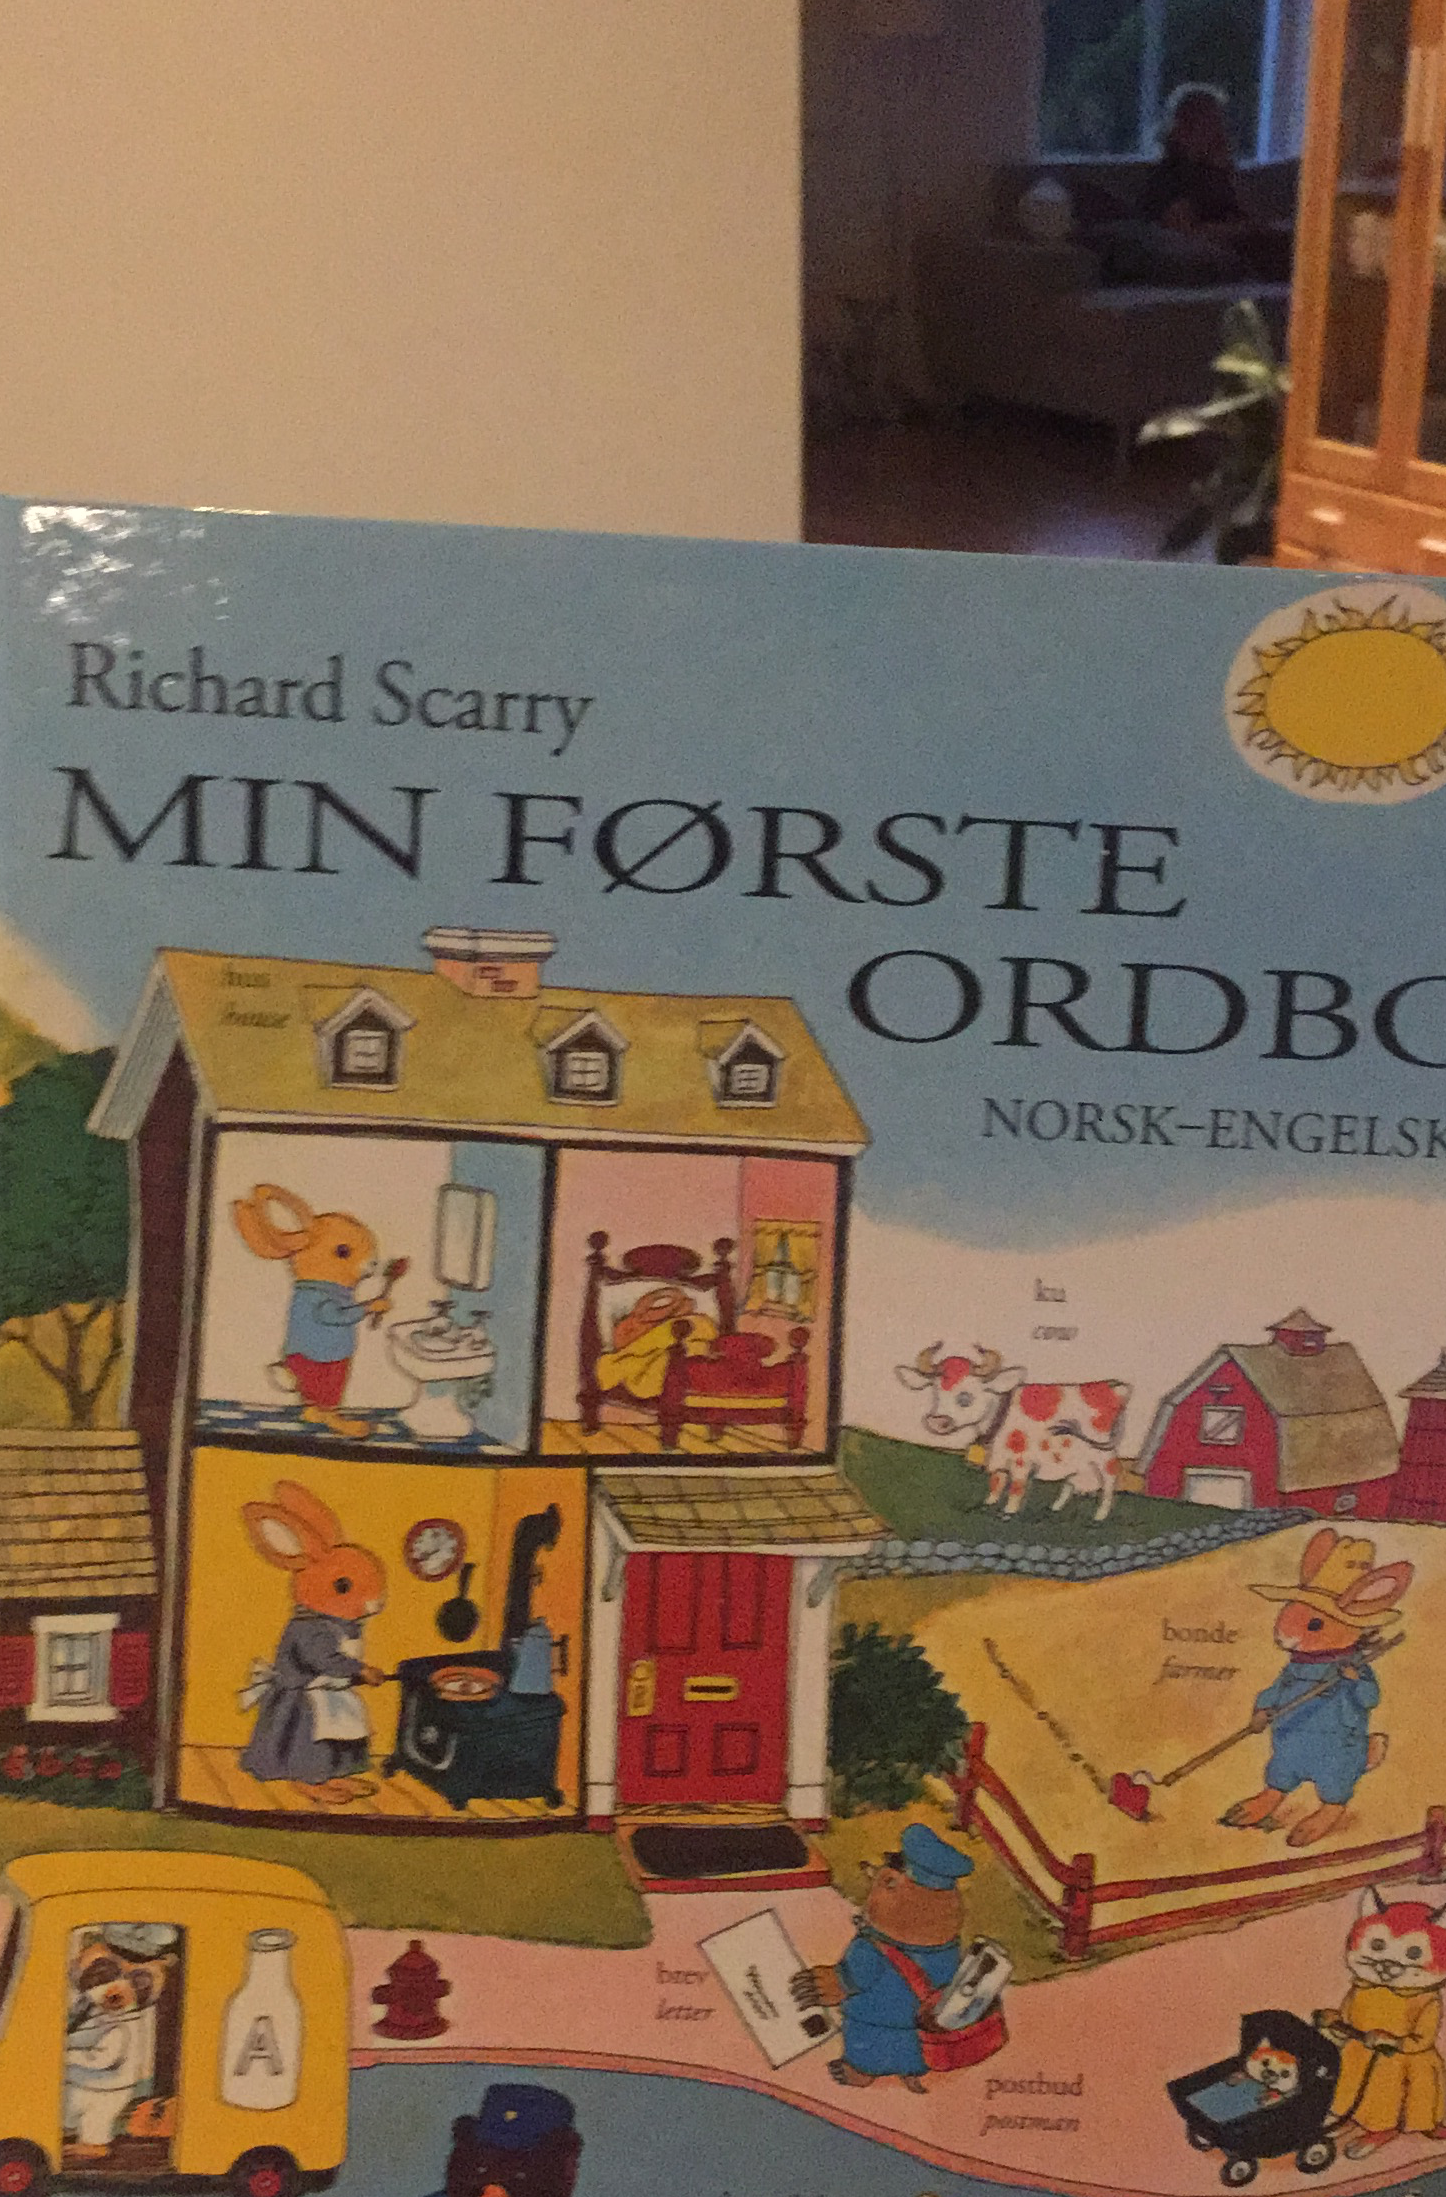 Richard Scarry
MIN FØRSTE
ORDBO
NORSK–ENGELSK
hus
house
ku
cow
bonde
farmer
brev
letter
A
postbud
postman